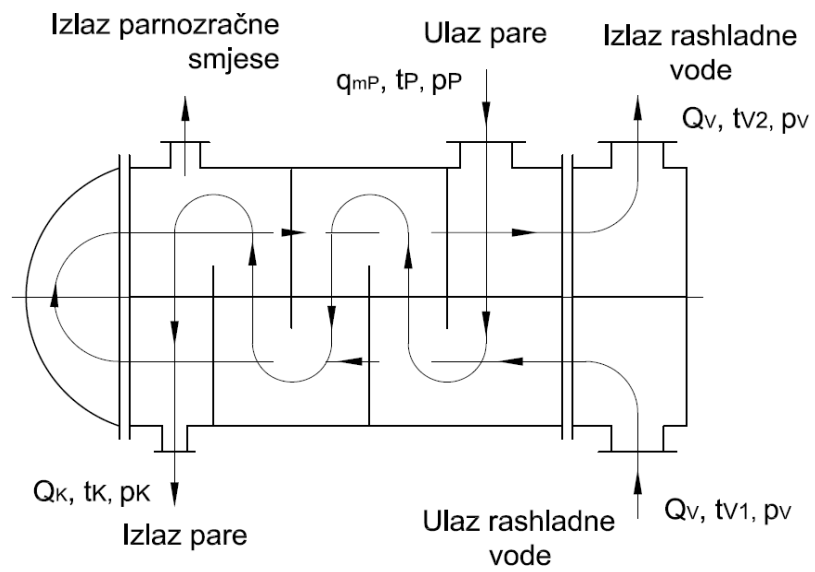 Izlaz parnozračne
smjese
Ulaz pare
qmP, tP, pP
Izlaz rashladne
vode
QV, tV2, pV
QK, tK, pK
Izlaz pare
Ulaz rashladne
vode
QV, tV1, pV